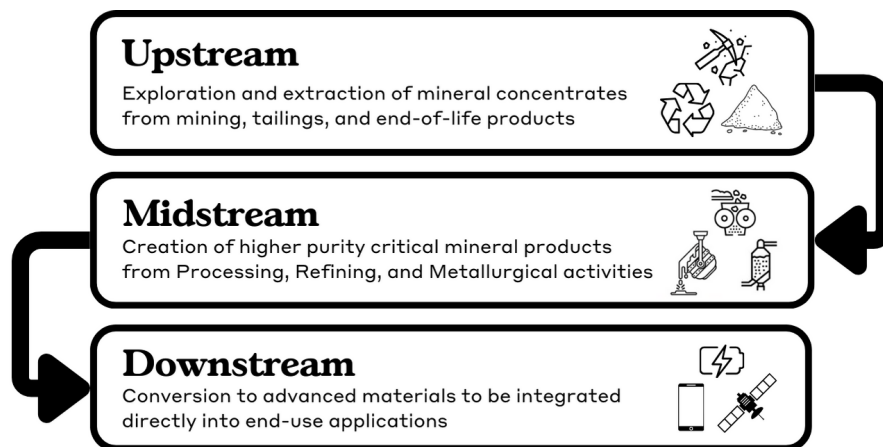 Upstream
Exploration and extraction of mineral concentrates
from mining, tailings, and end-of-life products
Midstream
Creation of higher purity critical mineral products
from Processing, Refining, and Metallurgical activities
Downstream
Conversion to advanced materials to be integrated
directly into end-use applications